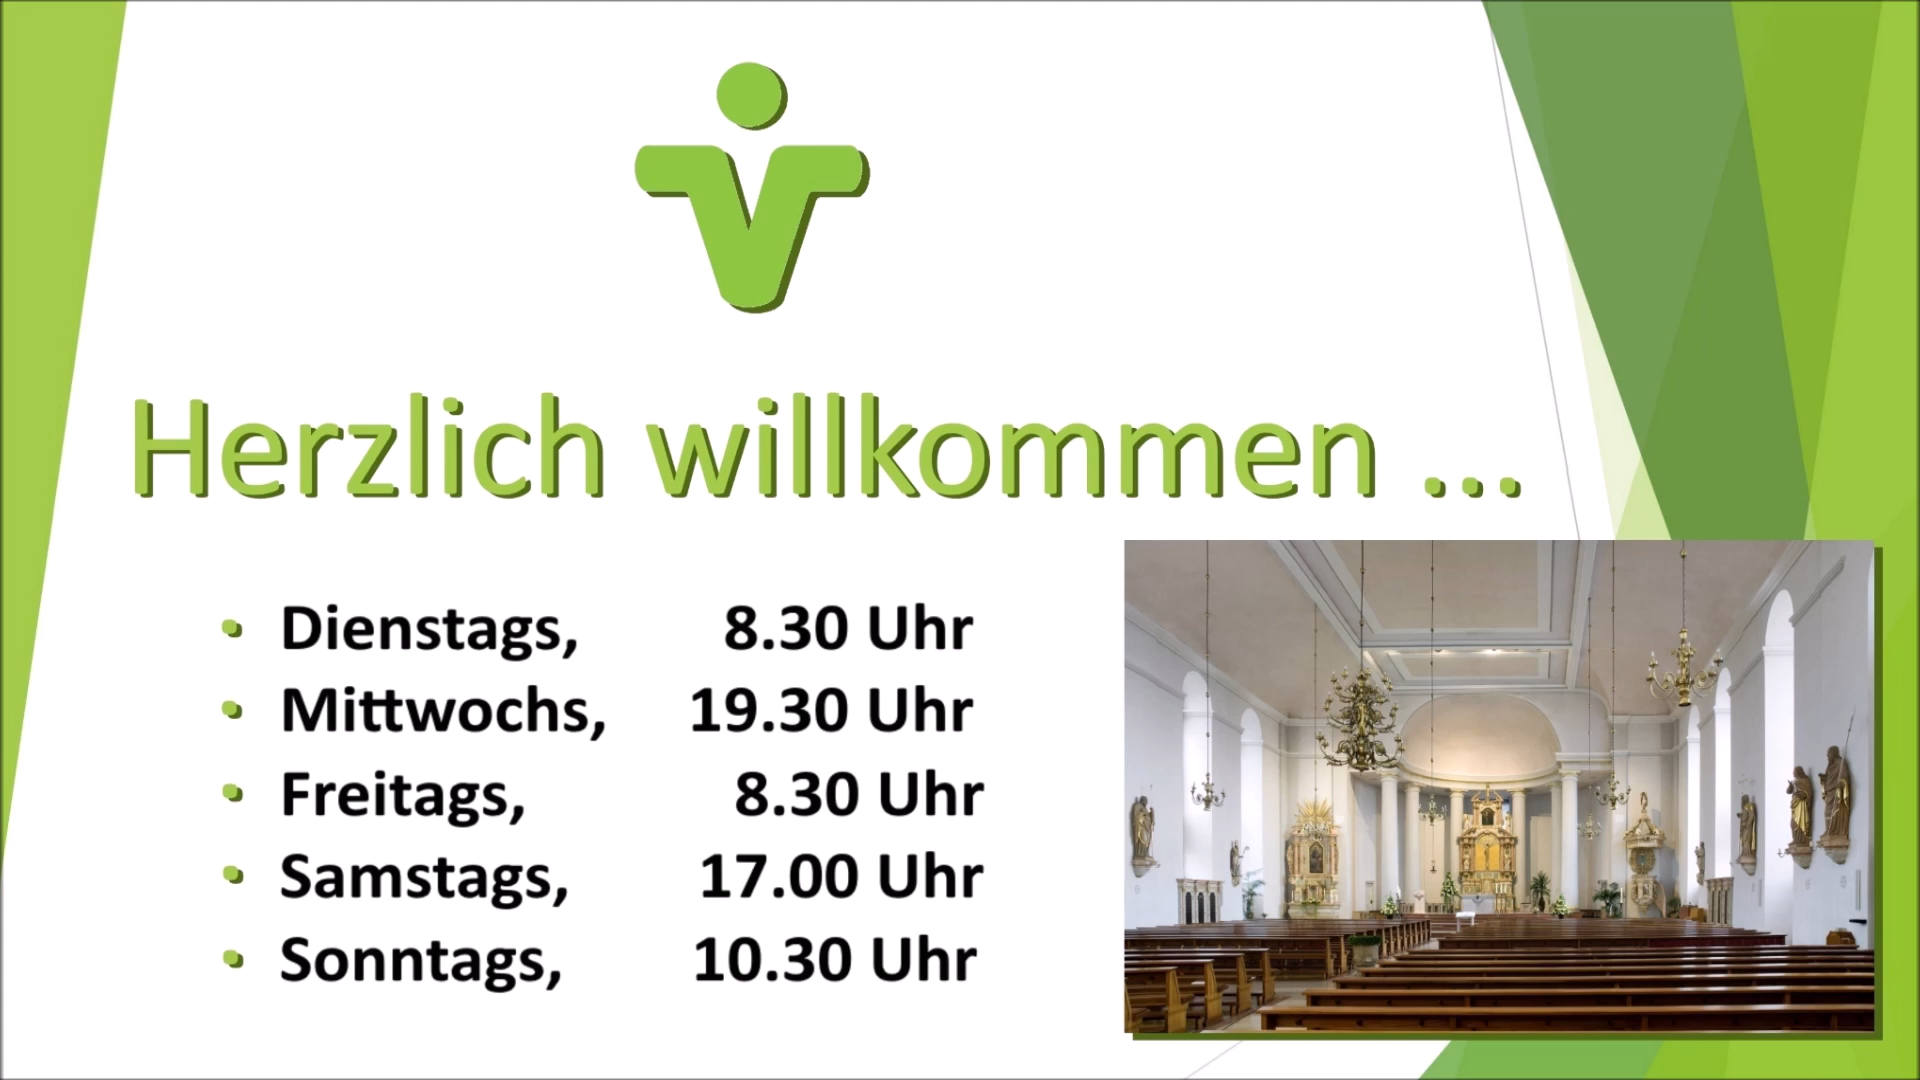 Herzlich willkommen ...
• Dienstags, 8.30 Uhr
• Mittwochs, 19.30 Uhr
• Freitags, 8.30 Uhr
• Samstags, 17.00 Uhr
• Sonntags, 10.30 Uhr